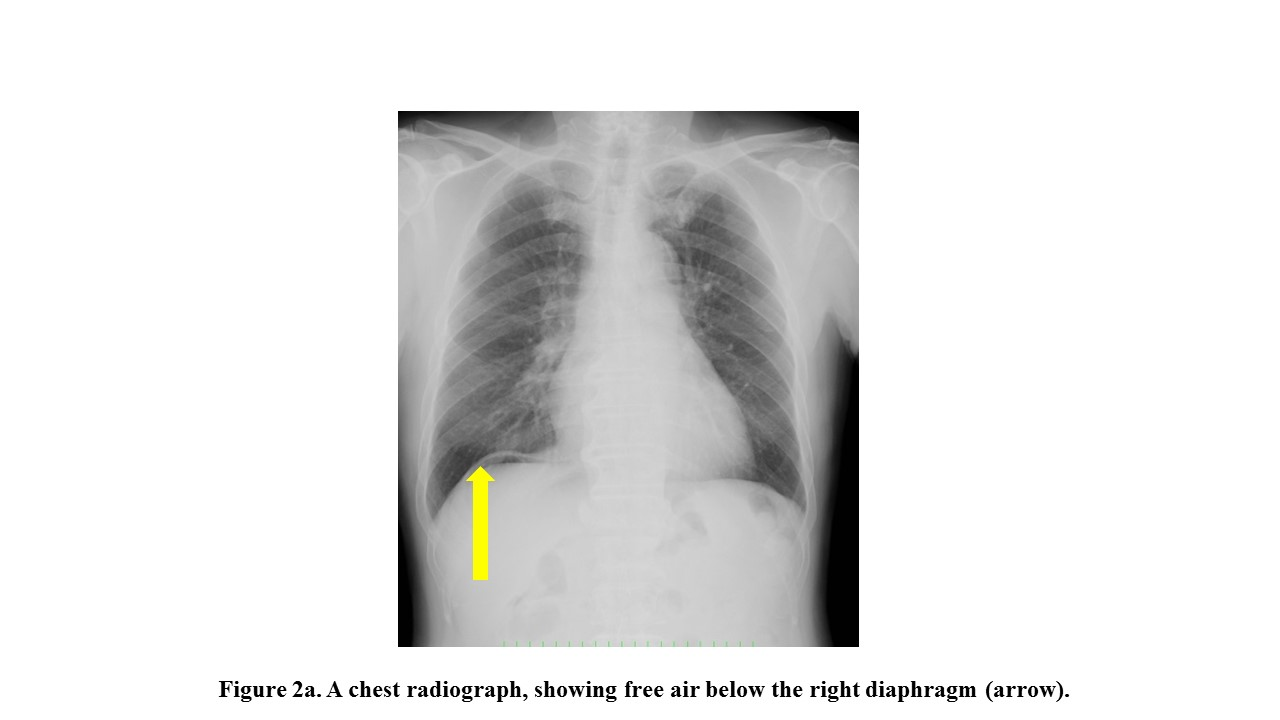 Figure 2a. A chest radiograph, showing free air below the right diaphragm (arrow).